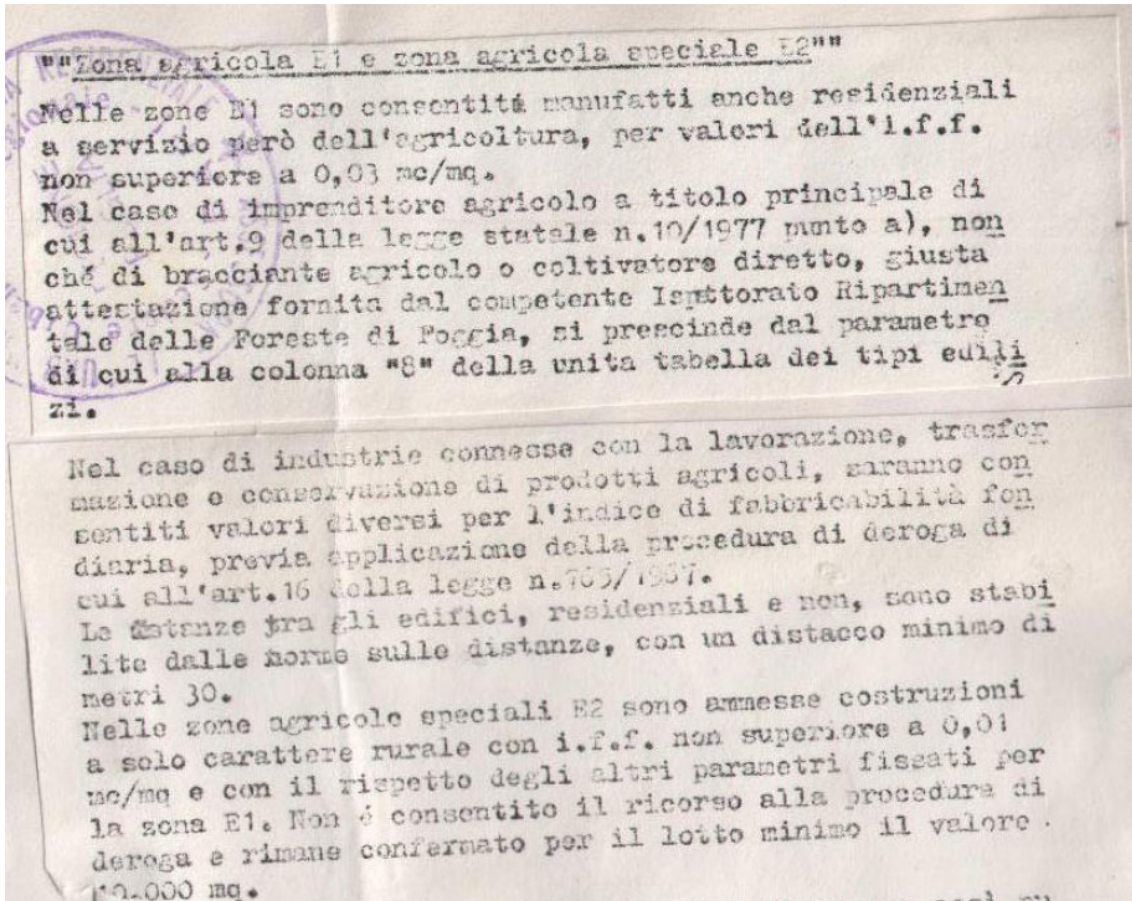 ""Zona agricola E1 e zona agricola speciale E2""
Nelle zone E1 sono consentitá manufatti anche residenziali
a servizio però dell'agricoltura, per valori dell'i.f.f.
non superiore a 0,03 mc/mq.
Nel caso di imprenditore agricolo a titolo principale di
cui all'art.9 della legge statale n.10/1977 punto a), non
ché di bracciante agricolo o coltivatore diretto, giusta
attestazione fornita dal competente Ispttorato Ripartimen
tale delle Foreste di Foggia, si prescinde dal parametro
di cui alla colonna "8" della unita tabella dei tipi edili
zi.
Nel caso di industrie connesse con la lavorazione, trasfor
mazione e conservazione di prodotti agricoli, saranno con
sentiti valori diversi per l'indice di fabbricabilità fon
diaria, previa applicazione della procedura di deroga di
cui all'art.16 della legge n.765/1967.
Le distanze tra gli edifici, residenziali e non, sono stabi
lite dalle norme sulle distanze, con un distacco minimo di
metri 30.
Nelle zone agricole speciali E2 sono ammesse costruzioni
a solo carattere rurale con i.f.f. non superiore a 0,01
mc/mq e con il rispetto degli altri parametri fissati per
la zona E1. Non é consentito il ricorso alla procedura di
deroga e rimane confermato per il lotto minimo il valore.
10.000 mq.